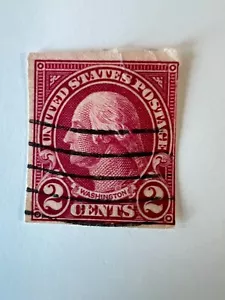 UNITED STATES POSTAGE
WASHINGTON
2 CENTS 2